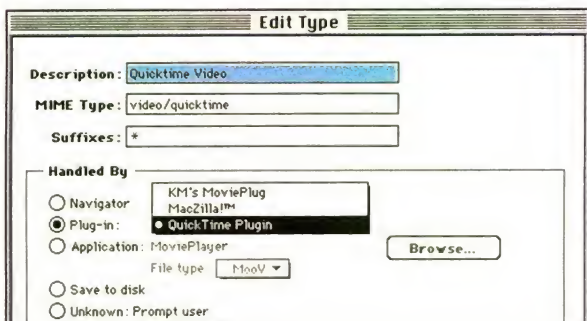 Edit Type
Description: Quicktime Video
MIME Type: video/quicktime
Suffixes: *
Handled By
Navigator
KM's MoviePlug
MacZilla!™
Plug-in: • QuickTime Plugin
Application: MoviePlayer
Browse...
File type MooV
Save to disk
Unknown: Prompt user